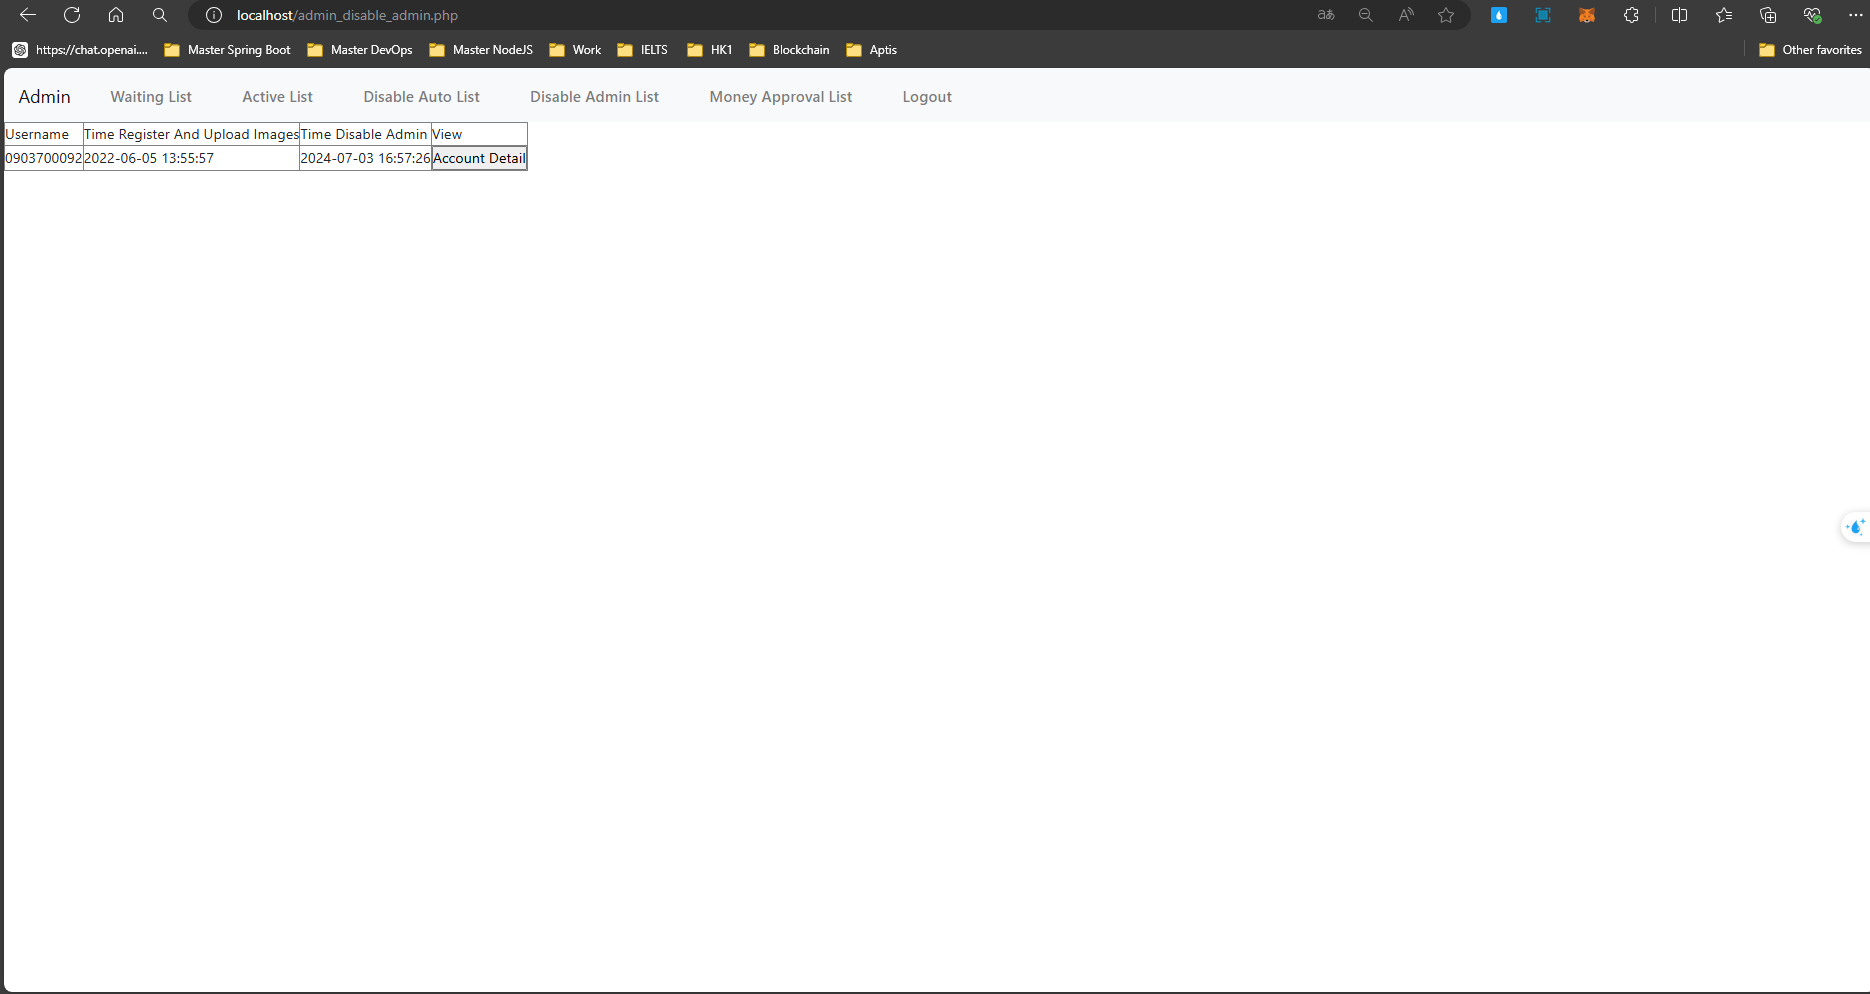 localhost/admin_disable_admin.php
https://chat.openai.... Master Spring Boot Master DevOps Master NodeJS Work IELTS HK1 Blockchain Aptis Other favorites
Admin Waiting List Active List Disable Auto List Disable Admin List Money Approval List Logout
Username Time Register And Upload Images Time Disable Admin View
0903700092 2022-06-05 13:55:57 2024-07-03 16:57:26 Account Detail